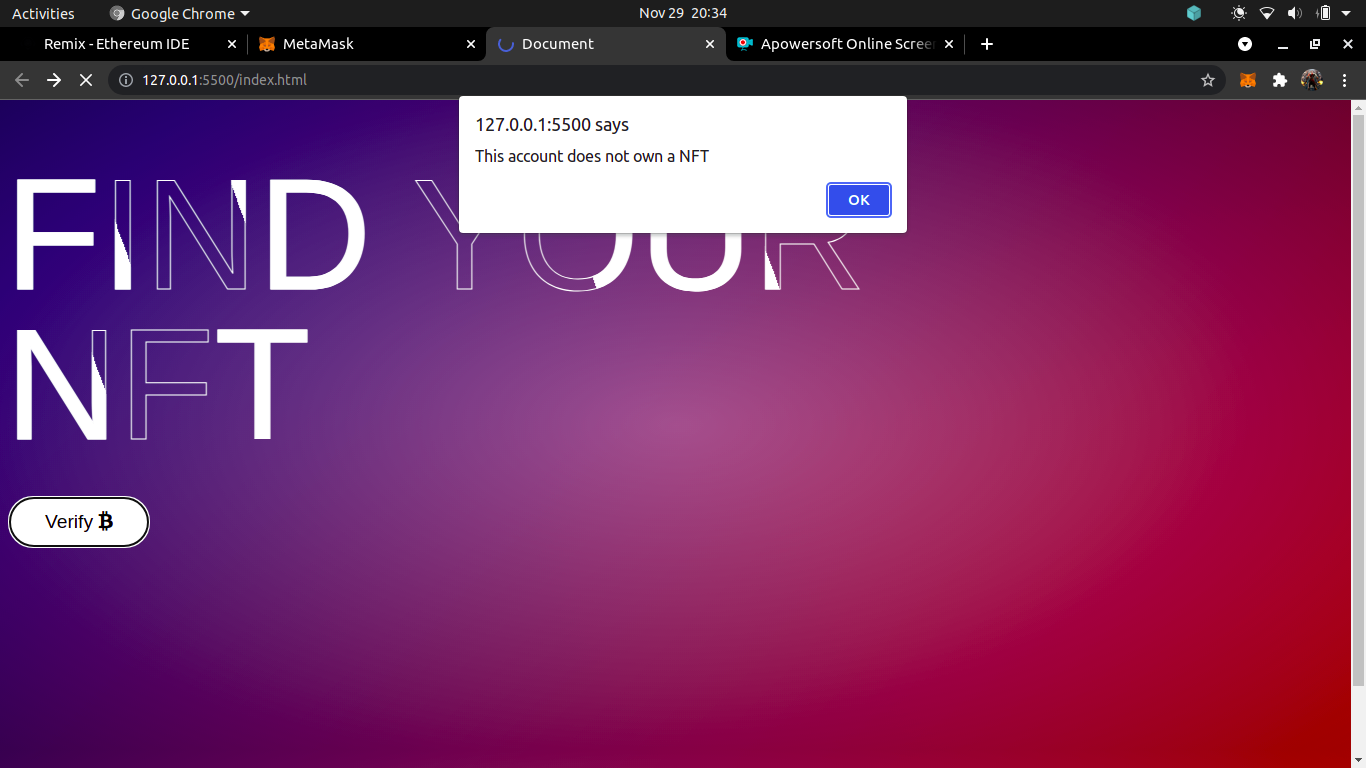 Activities
Google Chrome
Nov 29 20:34
Remix - Ethereum IDE
MetaMask
Document
Apowersoft Online Screen
127.0.0.1:5500/index.html
127.0.0.1:5500 says
This account does not own a NFT
OK
FIND YOUR
NFT
Verify